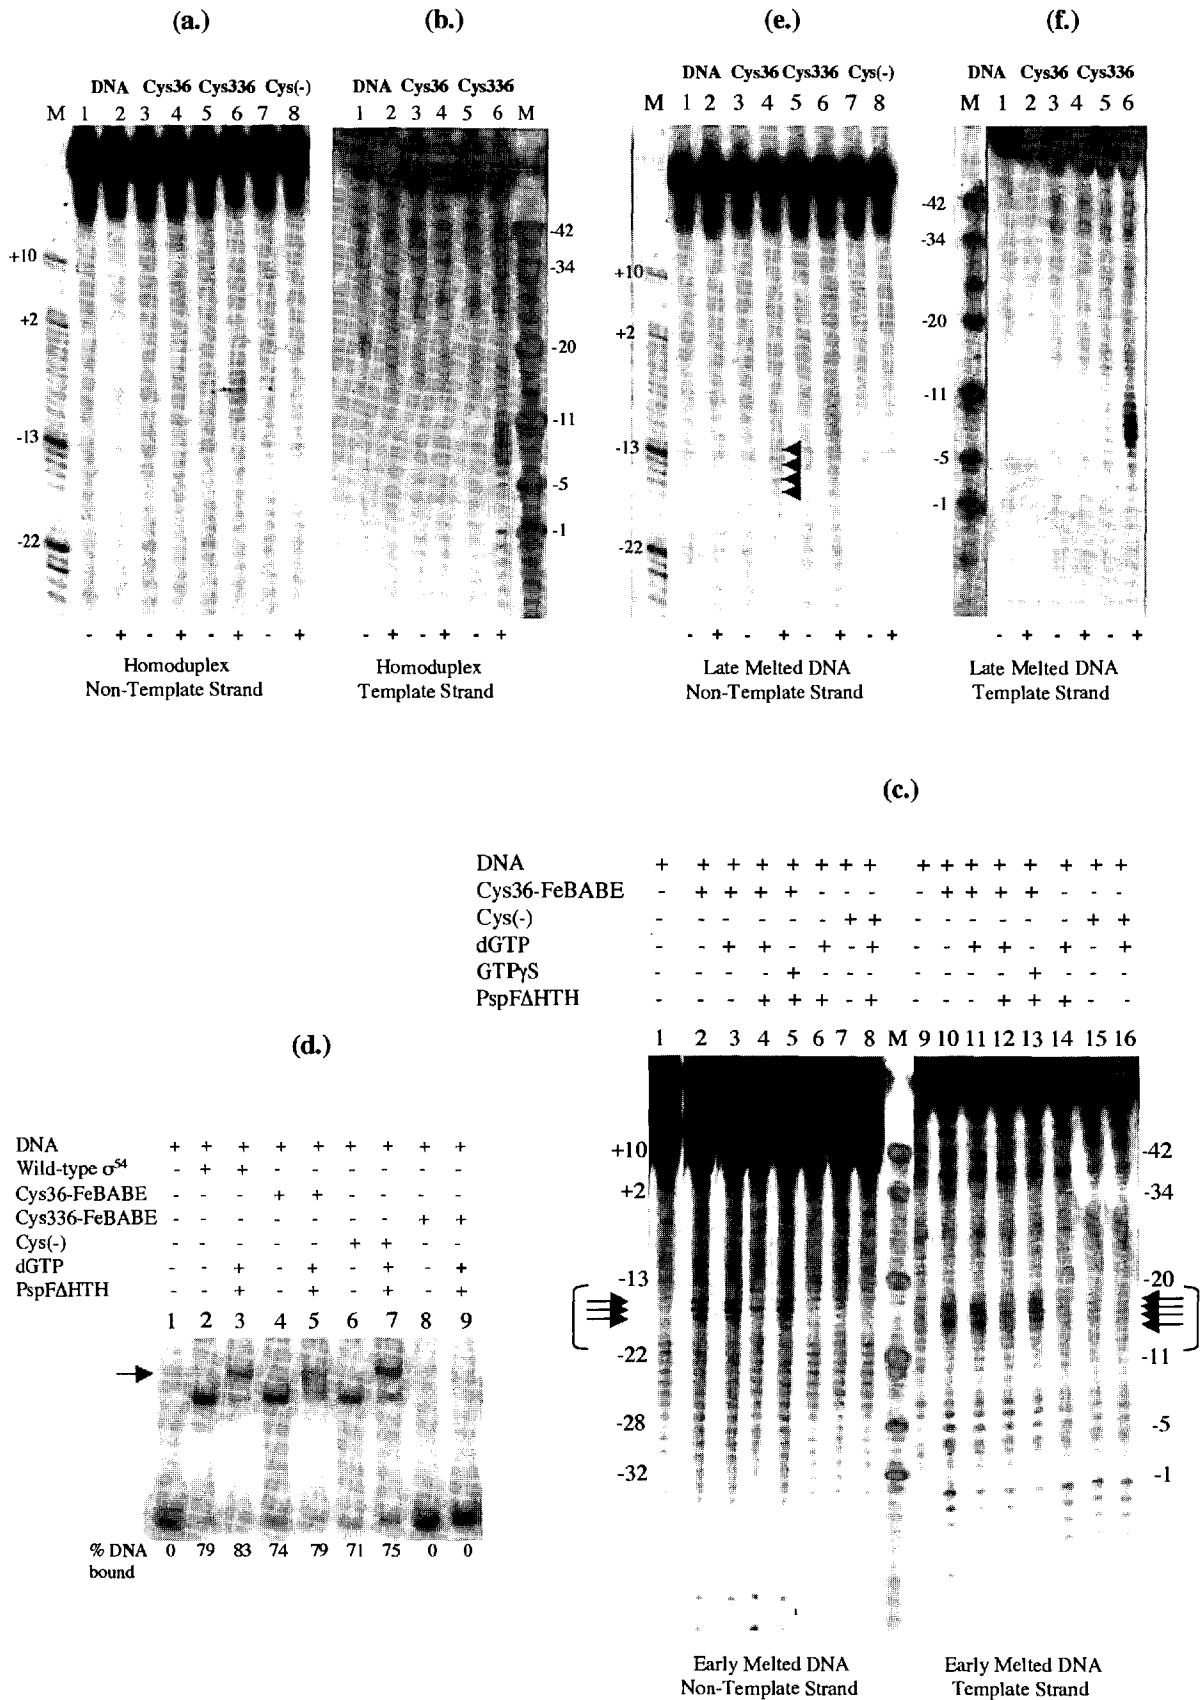 (a.)
DNA Cys36 Cys336 Cys(-)
M 1 2 3 4 5 6 7 8
+10
+2
-13
-22
- + - + - + - +
Homoduplex
Non-Template Strand
(b.)
DNA Cys36 Cys336
1 2 3 4 5 6 M
-42
-34
-20
-11
-5
-1
- + - + - +
Homoduplex
Template Strand
(e.)
DNA Cys36 Cys336 Cys(-)
M 1 2 3 4 5 6 7 8
+10
+2
-13
-22
- + - + - + - +
Late Melted DNA
Non-Template Strand
(f.)
DNA Cys36 Cys336
M 1 2 3 4 5 6
-42
-34
-20
-11
-5
-1
- + - + - +
Late Melted DNA
Template Strand
(c.)
DNA + + + + + + + + + + + + + + + +
Cys36-FeBABE - + + + + - - - - + + + + - - -
Cys(-) - - - - - - + + - - - - - - + +
dGTP - - + + - + - + - - + + - + - +
GTPγS - - - - + - - - - - - - + - - -
PspFΔHTH - - - + + + - + - - - + + + - -
1 2 3 4 5 6 7 8 M 9 10 11 12 13 14 15 16
+10
+2
-13
-22
-28
-32
-42
-34
-20
-11
-5
-1
Early Melted DNA
Non-Template Strand
Early Melted DNA
Template Strand
(d.)
DNA + + + + + + + + +
Wild-type σ⁵⁴ - + + - - - - - -
Cys36-FeBABE - - - + + - - - -
Cys336-FeBABE - - - - - - - + +
Cys(-) - - - - - + + - -
dGTP - - + - + - + - +
PspFΔHTH - - + - + - + - +
1 2 3 4 5 6 7 8 9
% DNA 0 79 83 74 79 71 75 0 0
bound